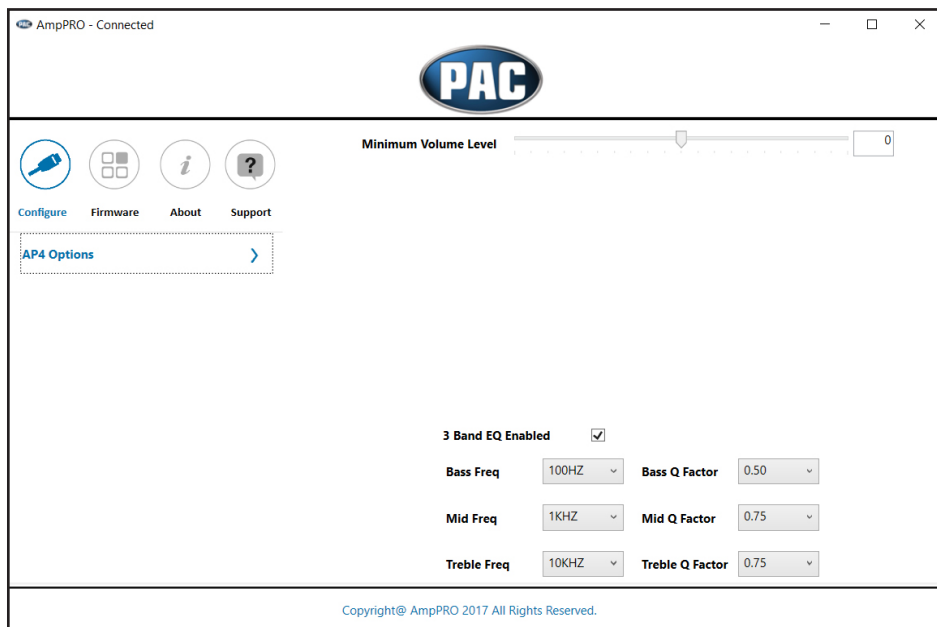 AmpPRO - Connected
PAC
Minimum Volume Level 0
Configure Firmware About Support
AP4 Options
3 Band EQ Enabled
Bass Freq 100HZ Bass Q Factor 0.50
Mid Freq 1KHZ Mid Q Factor 0.75
Treble Freq 10KHZ Treble Q Factor 0.75
Copyright@ AmpPRO 2017 All Rights Reserved.